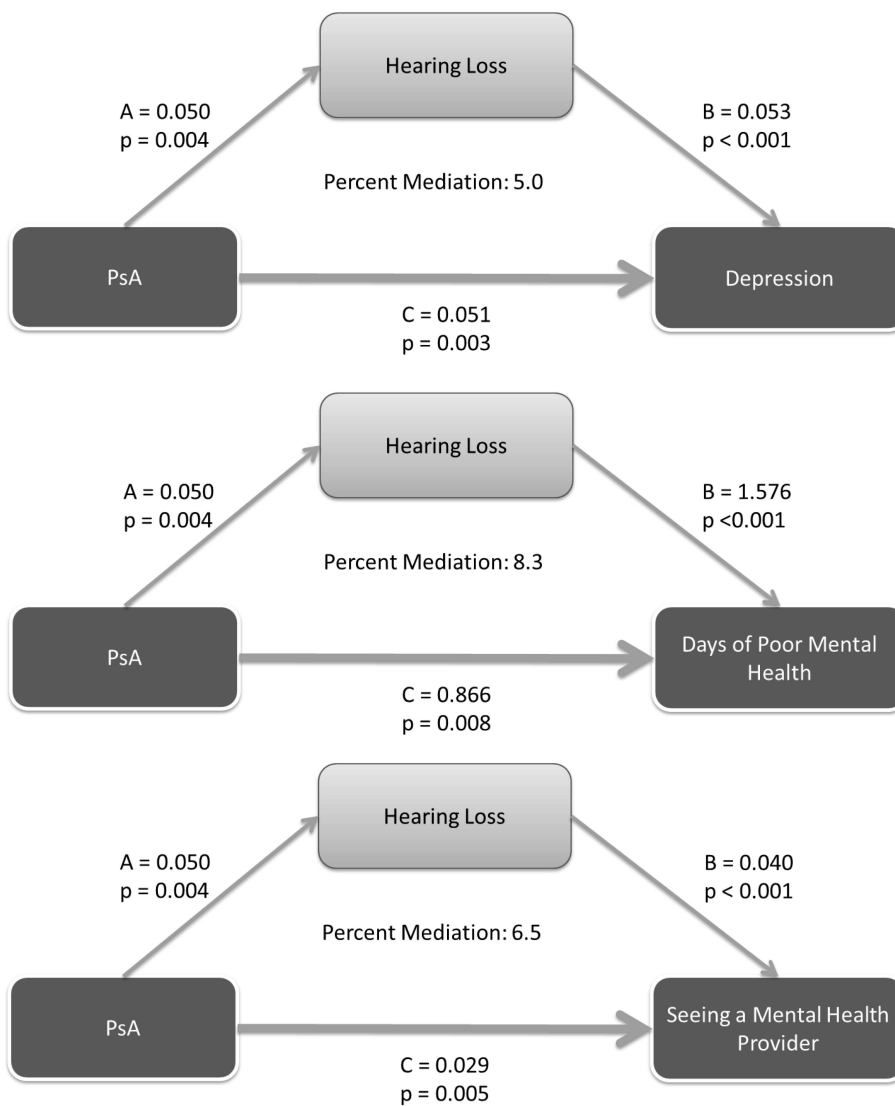 Hearing Loss
A = 0.050
p = 0.004
B = 0.053
p < 0.001
Percent Mediation: 5.0
PsA
Depression
C = 0.051
p = 0.003
Hearing Loss
A = 0.050
p = 0.004
B = 1.576
p <0.001
Percent Mediation: 8.3
PsA
Days of Poor Mental
Health
C = 0.866
p = 0.008
Hearing Loss
A = 0.050
p = 0.004
B = 0.040
p < 0.001
Percent Mediation: 6.5
PsA
Seeing a Mental Health
Provider
C = 0.029
p = 0.005